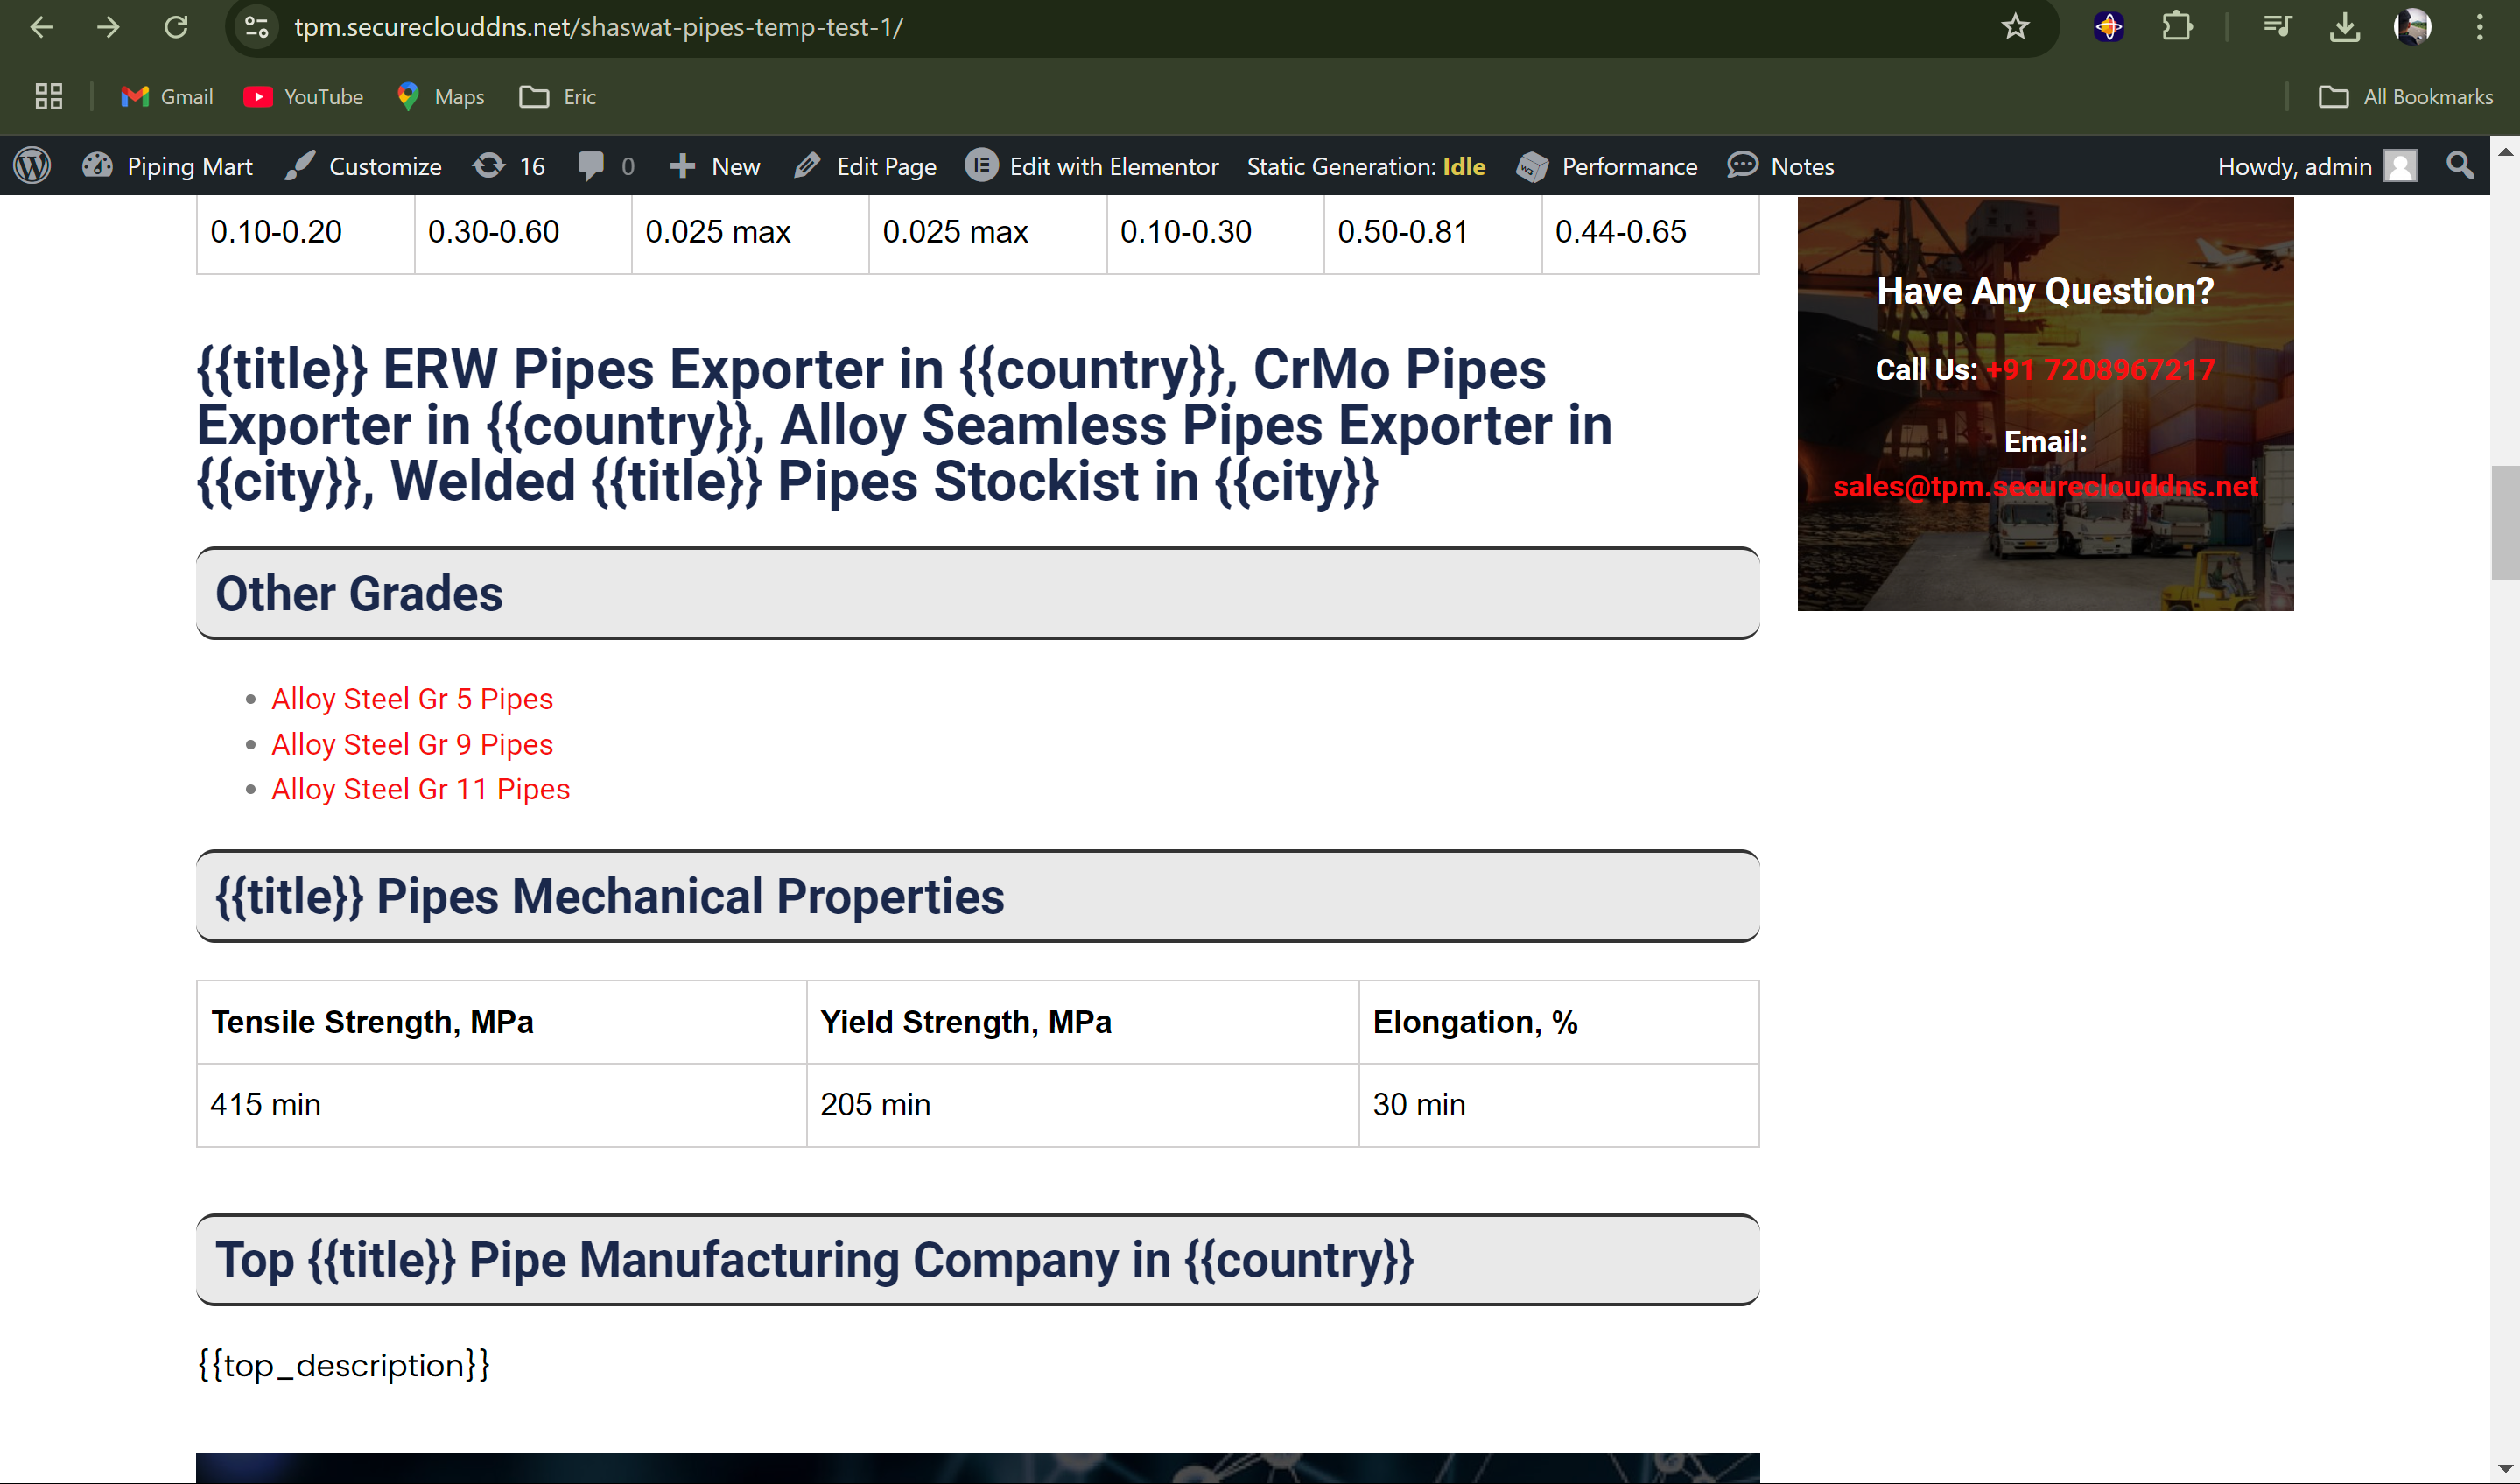 tpm.secureclouddns.net/shaswat-pipes-temp-test-1/
Gmail YouTube Maps Eric All Bookmarks
Piping Mart Customize 16 0 New Edit Page Edit with Elementor Static Generation: Idle Performance Notes Howdy, admin
0.10-0.20 0.30-0.60 0.025 max 0.025 max 0.10-0.30 0.50-0.81 0.44-0.65
{{title}} ERW Pipes Exporter in {{country}}, CrMo Pipes
Exporter in {{country}}, Alloy Seamless Pipes Exporter in
{{city}}, Welded {{title}} Pipes Stockist in {{city}}
Other Grades
Alloy Steel Gr 5 Pipes
Alloy Steel Gr 9 Pipes
Alloy Steel Gr 11 Pipes
{{title}} Pipes Mechanical Properties
Tensile Strength, MPa Yield Strength, MPa Elongation, %
415 min 205 min 30 min
Top {{title}} Pipe Manufacturing Company in {{country}}
{{top_description}}
Have Any Question?
Call Us: +91 7208967217
Email:
sales@tpm.secureclouddns.net